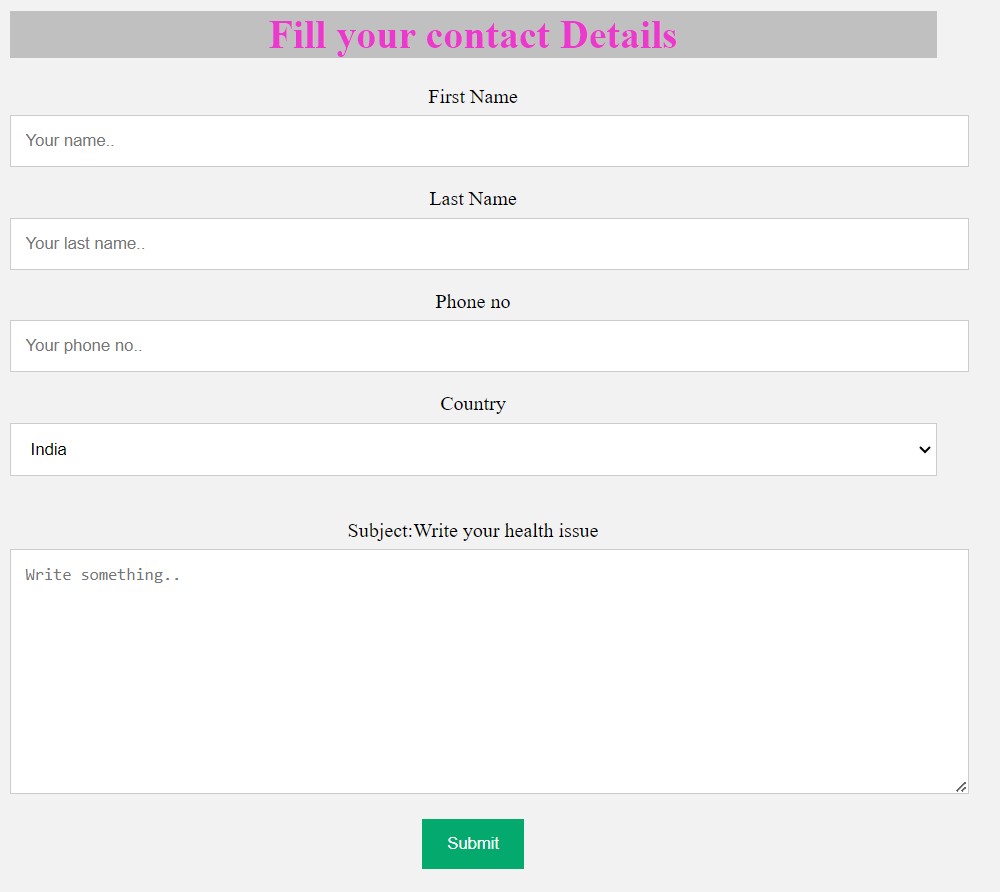 Fill your contact Details
First Name
Your name..
Last Name
Your last name..
Phone no
Your phone no..
Country
India
Subject:Write your health issue
Write something..
Submit